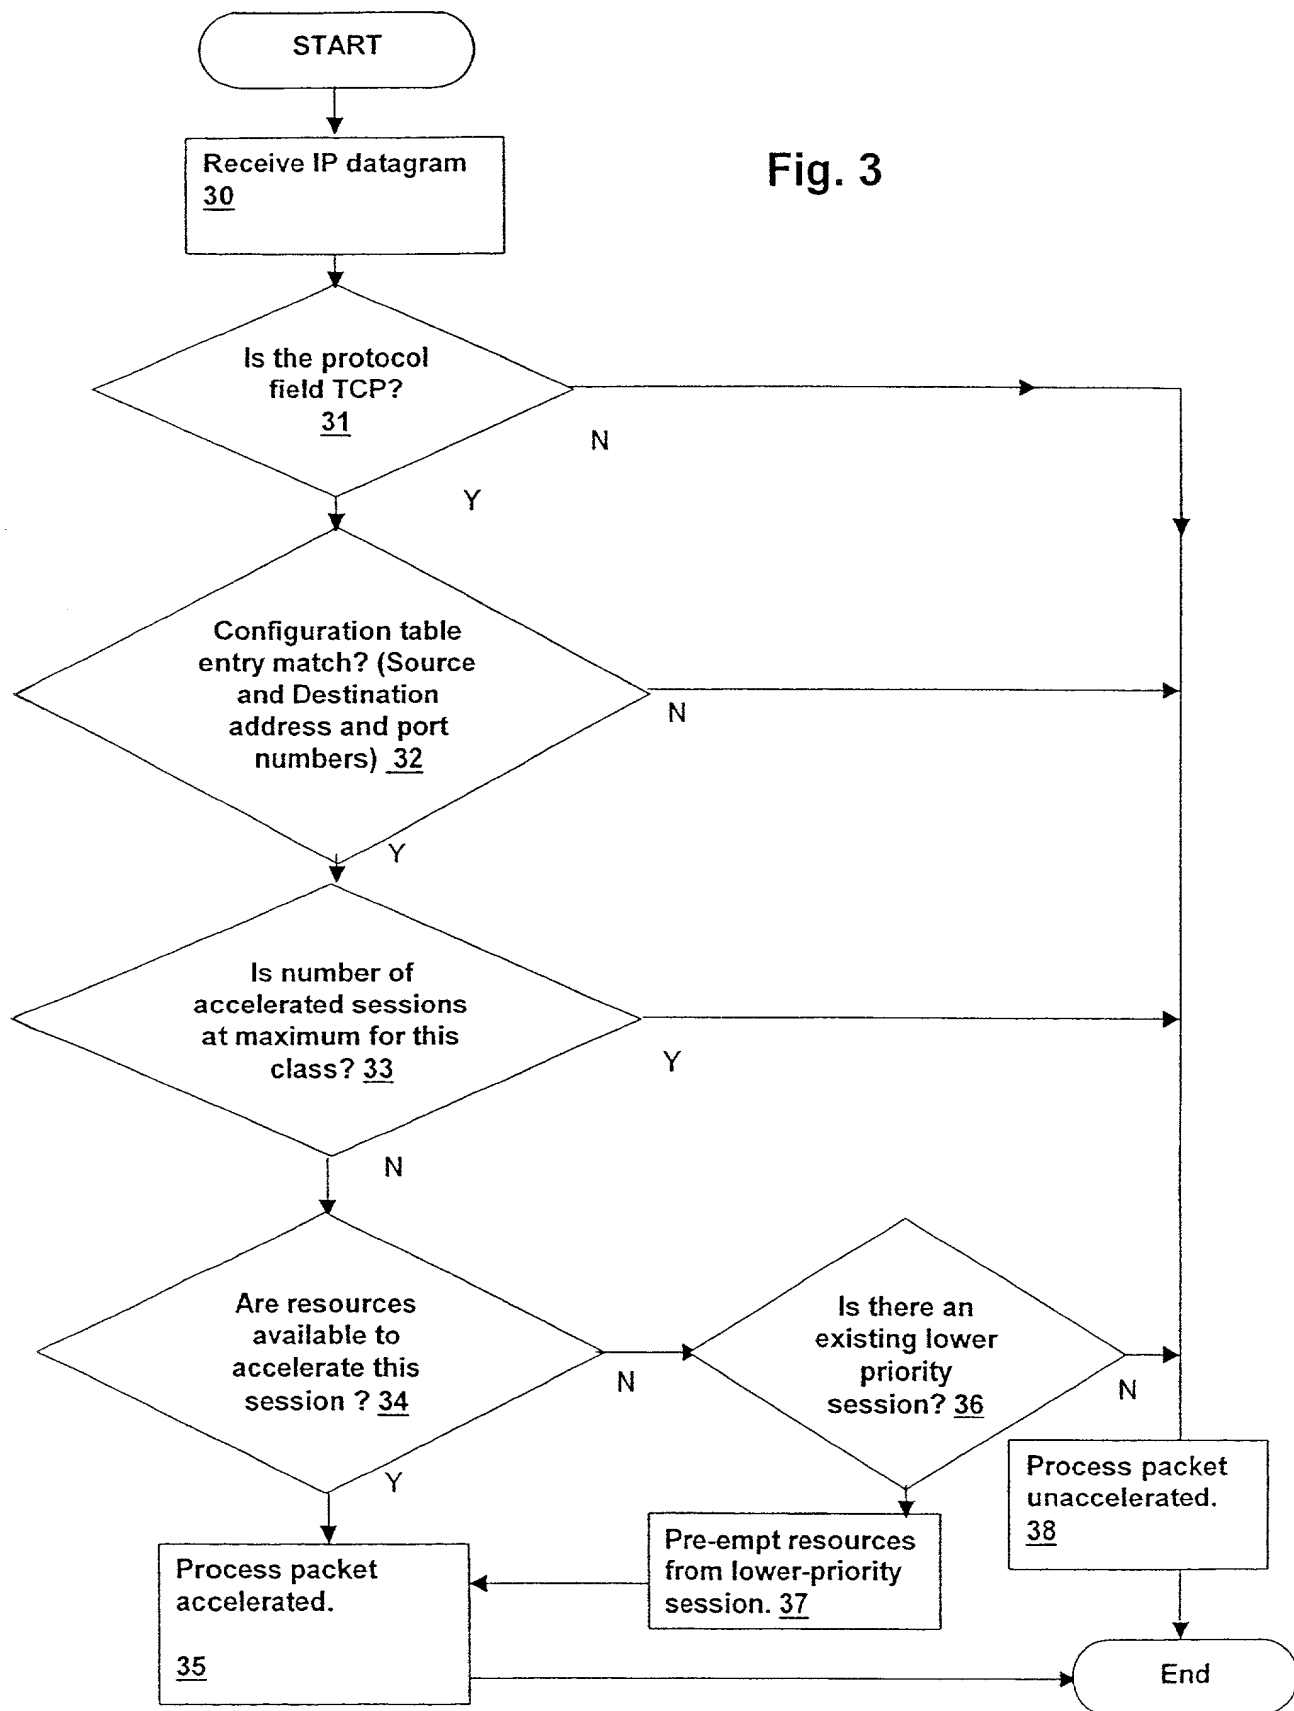 START
Receive IP datagram
30
Fig. 3
Is the protocol
field TCP?
31
N
Y
Configuration table
entry match? (Source
and Destination
address and port
numbers) 32
N
Y
Is number of
accelerated sessions
at maximum for this
class? 33
Y
N
Are resources
available to
accelerate this
session ? 34
N
Y
Is there an
existing lower
priority
session? 36
N
Process packet
unaccelerated.
38
Pre-empt resources
from lower-priority
session. 37
Process packet
accelerated.
35
End